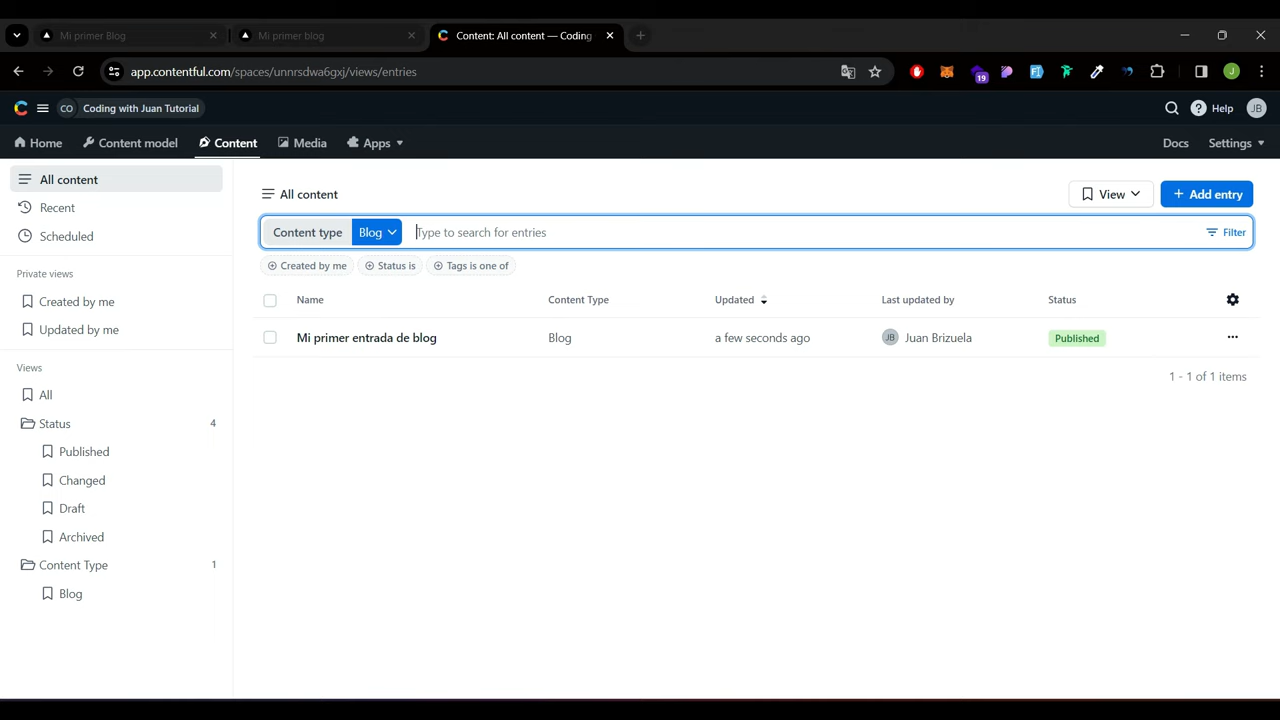 Mi primer Blog
Mi primer blog
Content: All content — Coding
app.contentful.com/spaces/unnrsdwa6gxj/views/entries
19
J
CO Coding with Juan Tutorial
Help
JB
Home
Content model
Content
Media
Apps
Docs
Settings
All content
Recent
Scheduled
Private views
Created by me
Updated by me
Views
All
Status 4
Published
Changed
Draft
Archived
Content Type 1
Blog
All content
View
Add entry
Content type Blog Type to search for entries Filter
Created by me Status is Tags is one of
Name Content Type Updated Last updated by Status
Mi primer entrada de blog Blog a few seconds ago JB Juan Brizuela Published
1 - 1 of 1 items